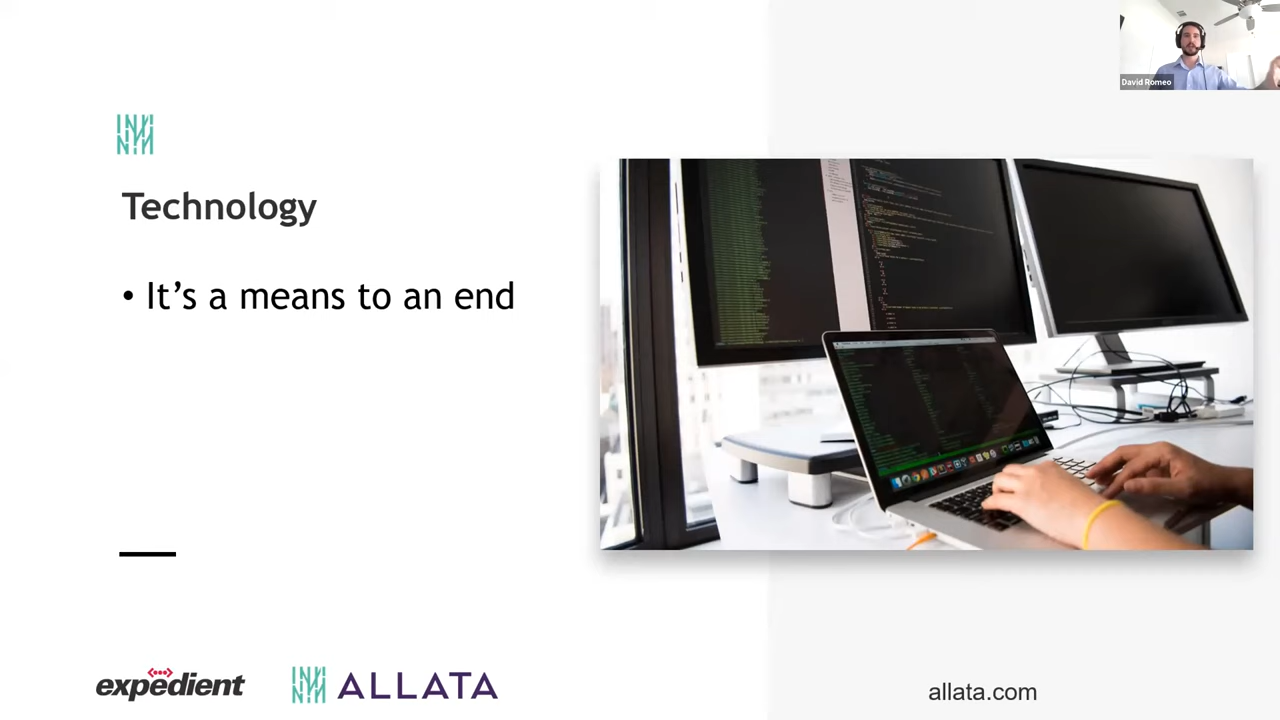 David Romeo
Technology
• It's a means to an end
expedient
ALLATA
allata.com